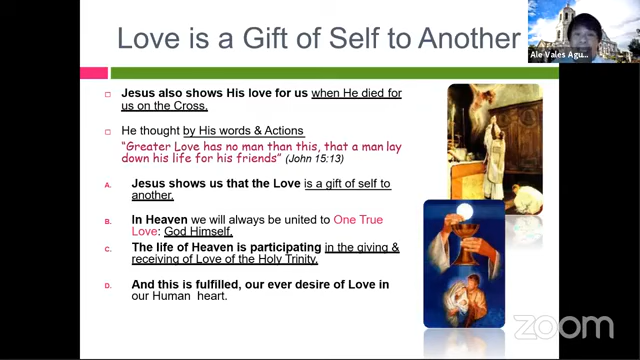 Love is a Gift of Self to Another
Ale Vales Agu...
Jesus also shows His love for us when He died for
us on the Cross.
He thought by His words & Actions
“Greater Love has no man than this, that a man lay
down his life for his friends” (John 15:13)
A. Jesus shows us that the Love is a gift of self to
another.
B. In Heaven we will always be united to One True
Love: God Himself.
C. The life of Heaven is participating in the giving &
receiving of Love of the Holy Trinity.
D. And this is fulfilled, our ever desire of Love in
our Human heart.
zoom